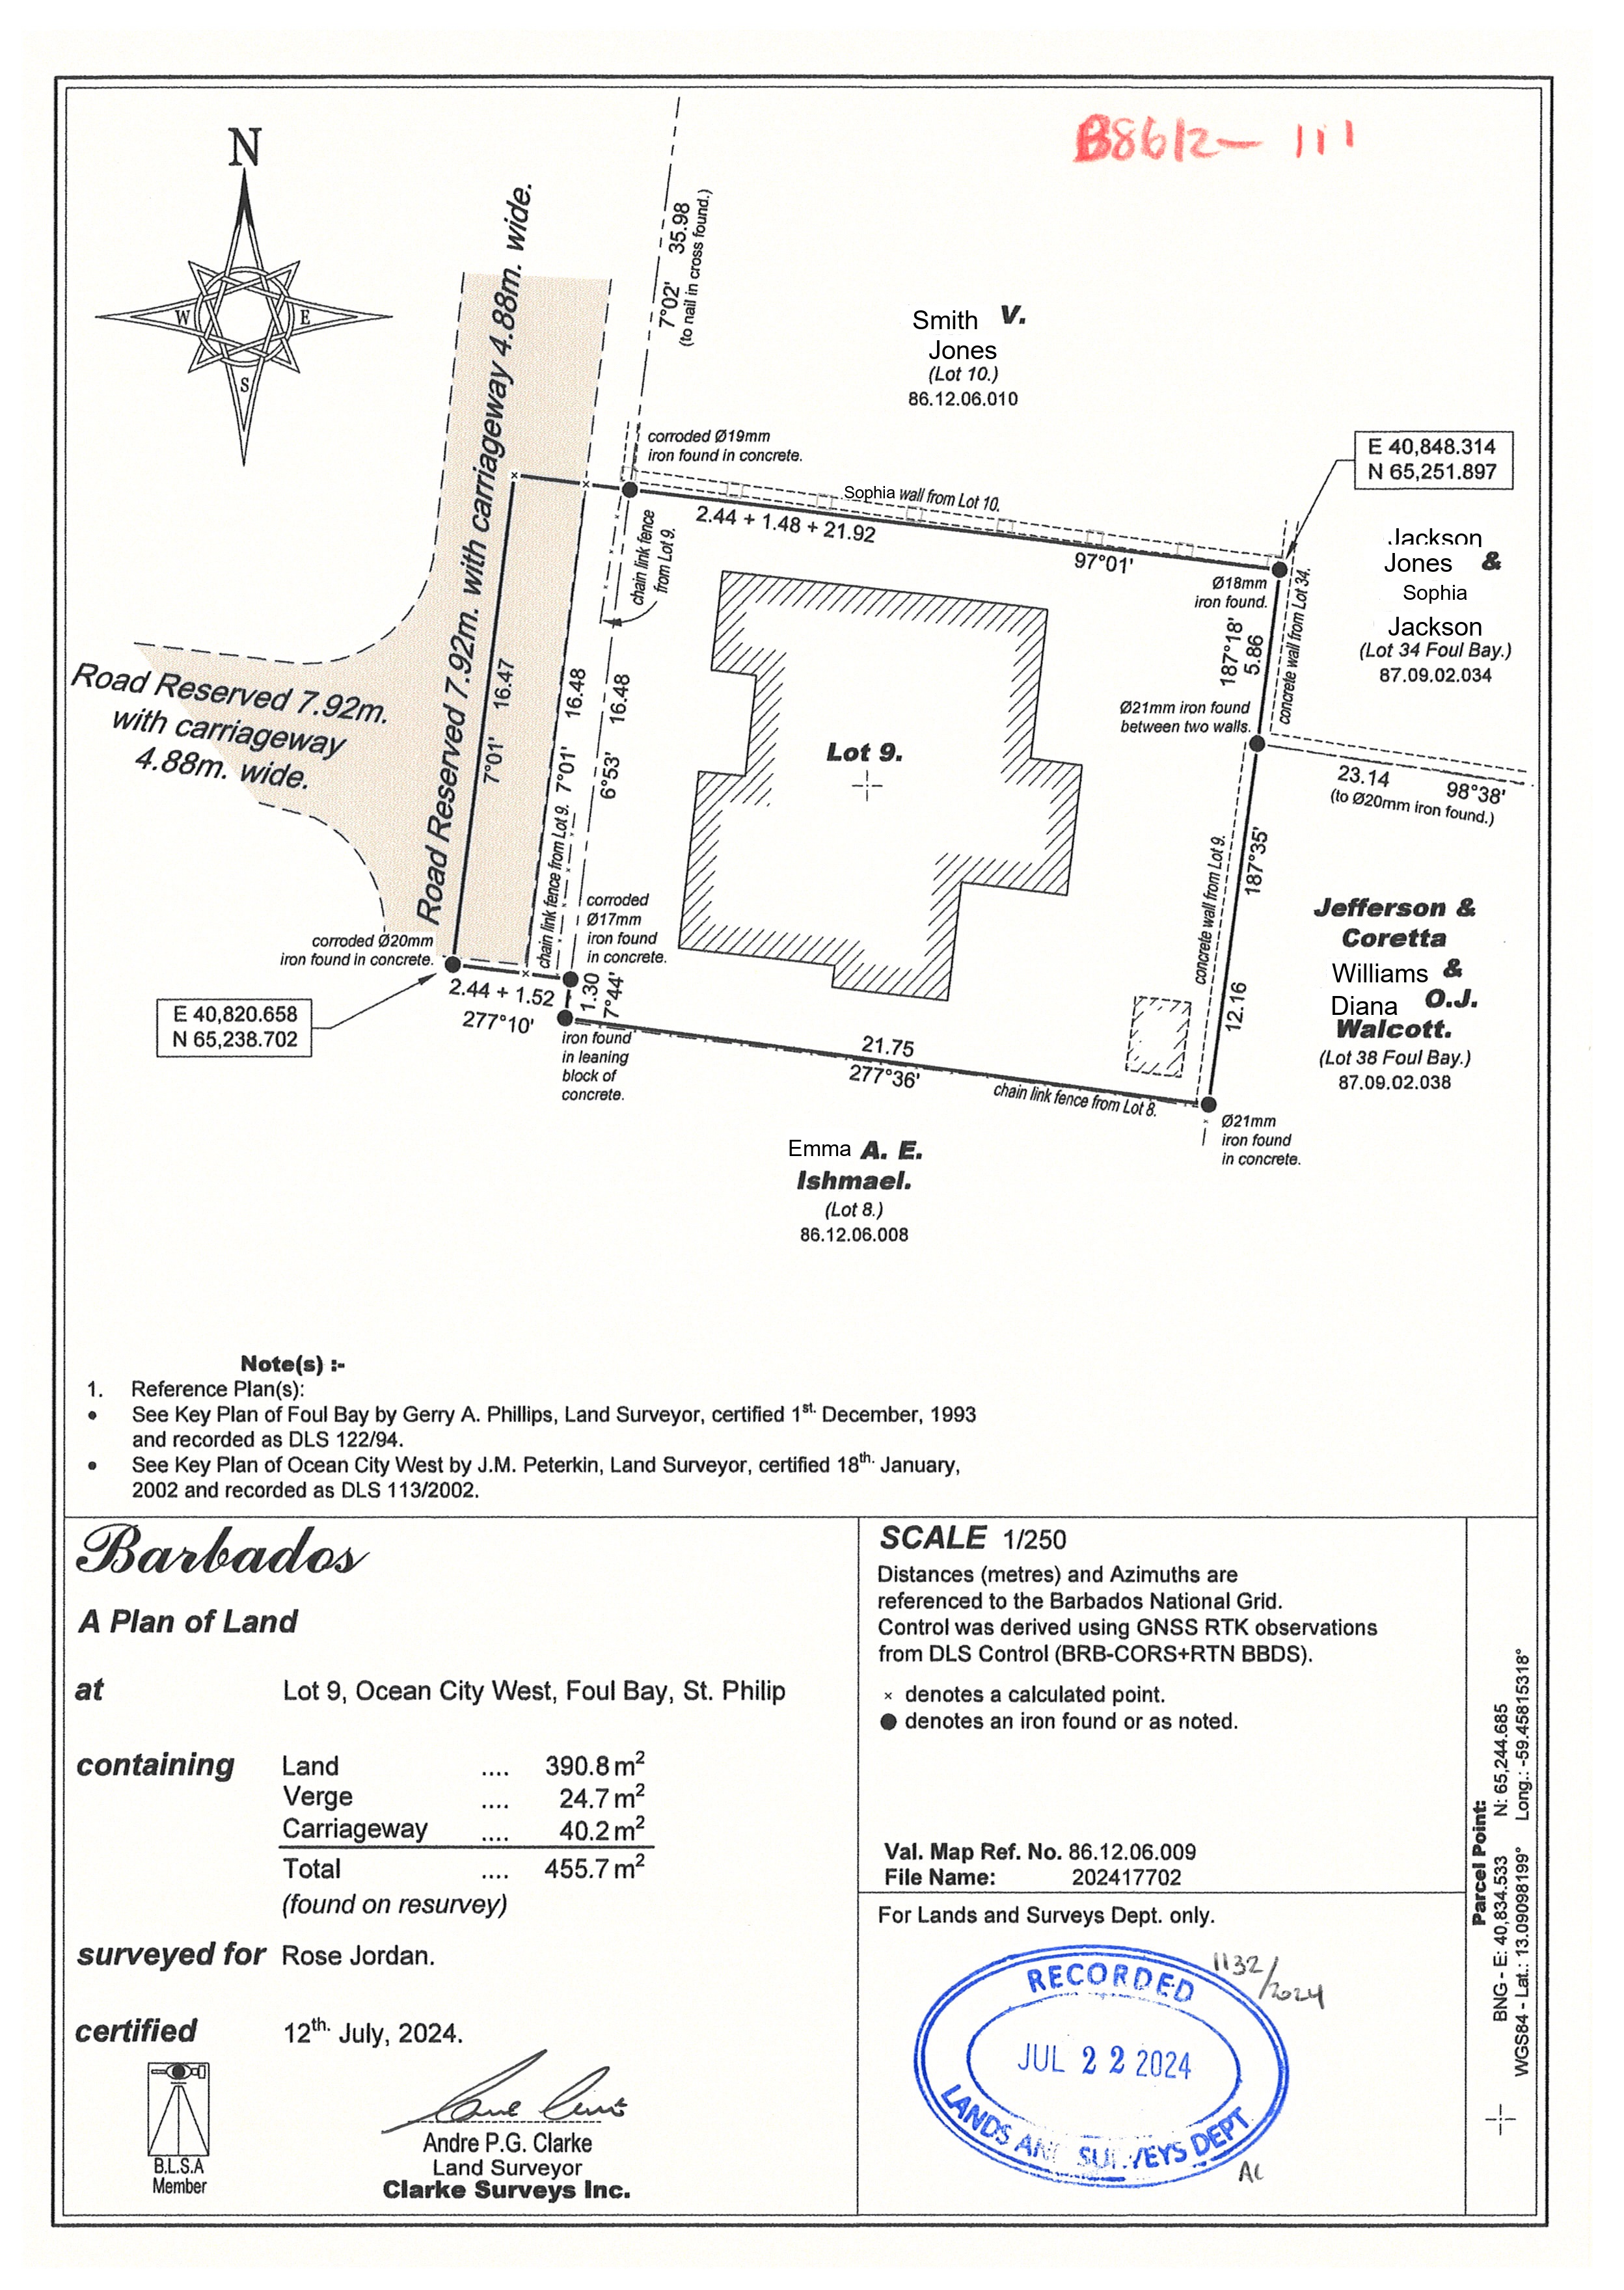 B8612- 111
N
W
E
S
Road Reserved 7.92m. with carriageway 4.88m. wide.
7°02' 35.98
(to nail in cross found.)
Smith V.
Jones
(Lot 10.)
86.12.06.010
corroded Ø19mm
iron found in concrete.
E 40,848.314
N 65,251.897
Sophia wall from Lot 10.
2.44 + 1.48 + 21.92
97°01'
chain link fence
from Lot 9.
Ø18mm
iron found.
Jackson
Jones &
Sophia
Jackson
(Lot 34 Foul Bay.)
87.09.02.034
concrete wall from Lot 34.
187°18'
5.86
Road Reserved 7.92m.
with carriageway
4.88m. wide.
7°01' 16.47
7°01' 16.48
6°53' 16.48
Ø21mm iron found
between two walls.
Lot 9.
23.14 98°38'
(to Ø20mm iron found.)
chain link fence from Lot 9.
concrete wall from Lot 9.
187°35'
12.16
corroded
Ø17mm
iron found
in concrete.
corroded Ø20mm
iron found in concrete.
Jefferson &
Coretta
Williams &
Diana O.J.
Walcott.
(Lot 38 Foul Bay.)
87.09.02.038
2.44 + 1.52
277°10'
1.30
7°44'
E 40,820.658
N 65,238.702
iron found
in leaning
block of
concrete.
21.75
277°36'
chain link fence from Lot 8.
Ø21mm
iron found
in concrete.
Emma A. E.
Ishmael.
(Lot 8.)
86.12.06.008
Note(s) :-
1. Reference Plan(s):
• See Key Plan of Foul Bay by Gerry A. Phillips, Land Surveyor, certified 1st. December, 1993
and recorded as DLS 122/94.
• See Key Plan of Ocean City West by J.M. Peterkin, Land Surveyor, certified 18th. January,
2002 and recorded as DLS 113/2002.
Barbados
A Plan of Land
at Lot 9, Ocean City West, Foul Bay, St. Philip
containing Land .... 390.8 m²
Verge .... 24.7 m²
Carriageway .... 40.2 m²
Total .... 455.7 m²
(found on resurvey)
surveyed for Rose Jordan.
certified 12th. July, 2024.
B.L.S.A
Member
Andre P.G. Clarke
Land Surveyor
Clarke Surveys Inc.
SCALE 1/250
Distances (metres) and Azimuths are
referenced to the Barbados National Grid.
Control was derived using GNSS RTK observations
from DLS Control (BRB-CORS+RTN BBDS).
× denotes a calculated point.
● denotes an iron found or as noted.
Val. Map Ref. No. 86.12.06.009
File Name: 202417702
For Lands and Surveys Dept. only.
1132/2024
RECORDED
JUL 22 2024
LANDS AND SURVEYS DEPT
AC
Parcel Point:
BNG - E: 40,834.533 N: 65,244.685
WGS84 - Lat.: 13.09098199° Long.: -59.45815318°